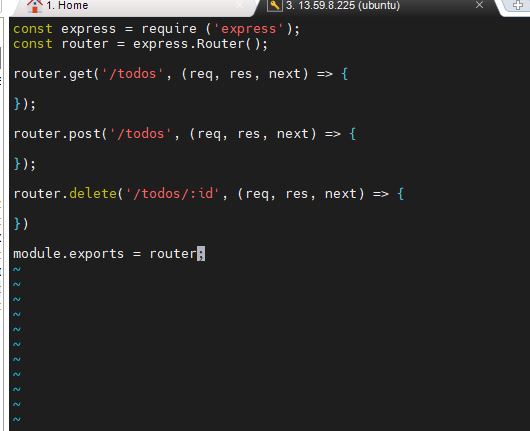 1. Home
3. 13.59.8.225 (ubuntu)
const express = require ('express');
const router = express.Router();
router.get('/todos', (req, res, next) => {
});
router.post('/todos', (req, res, next) => {
});
router.delete('/todos/:id', (req, res, next) => {
})
module.exports = router;
~
~
~
~
~
~
~
~
~
~
~